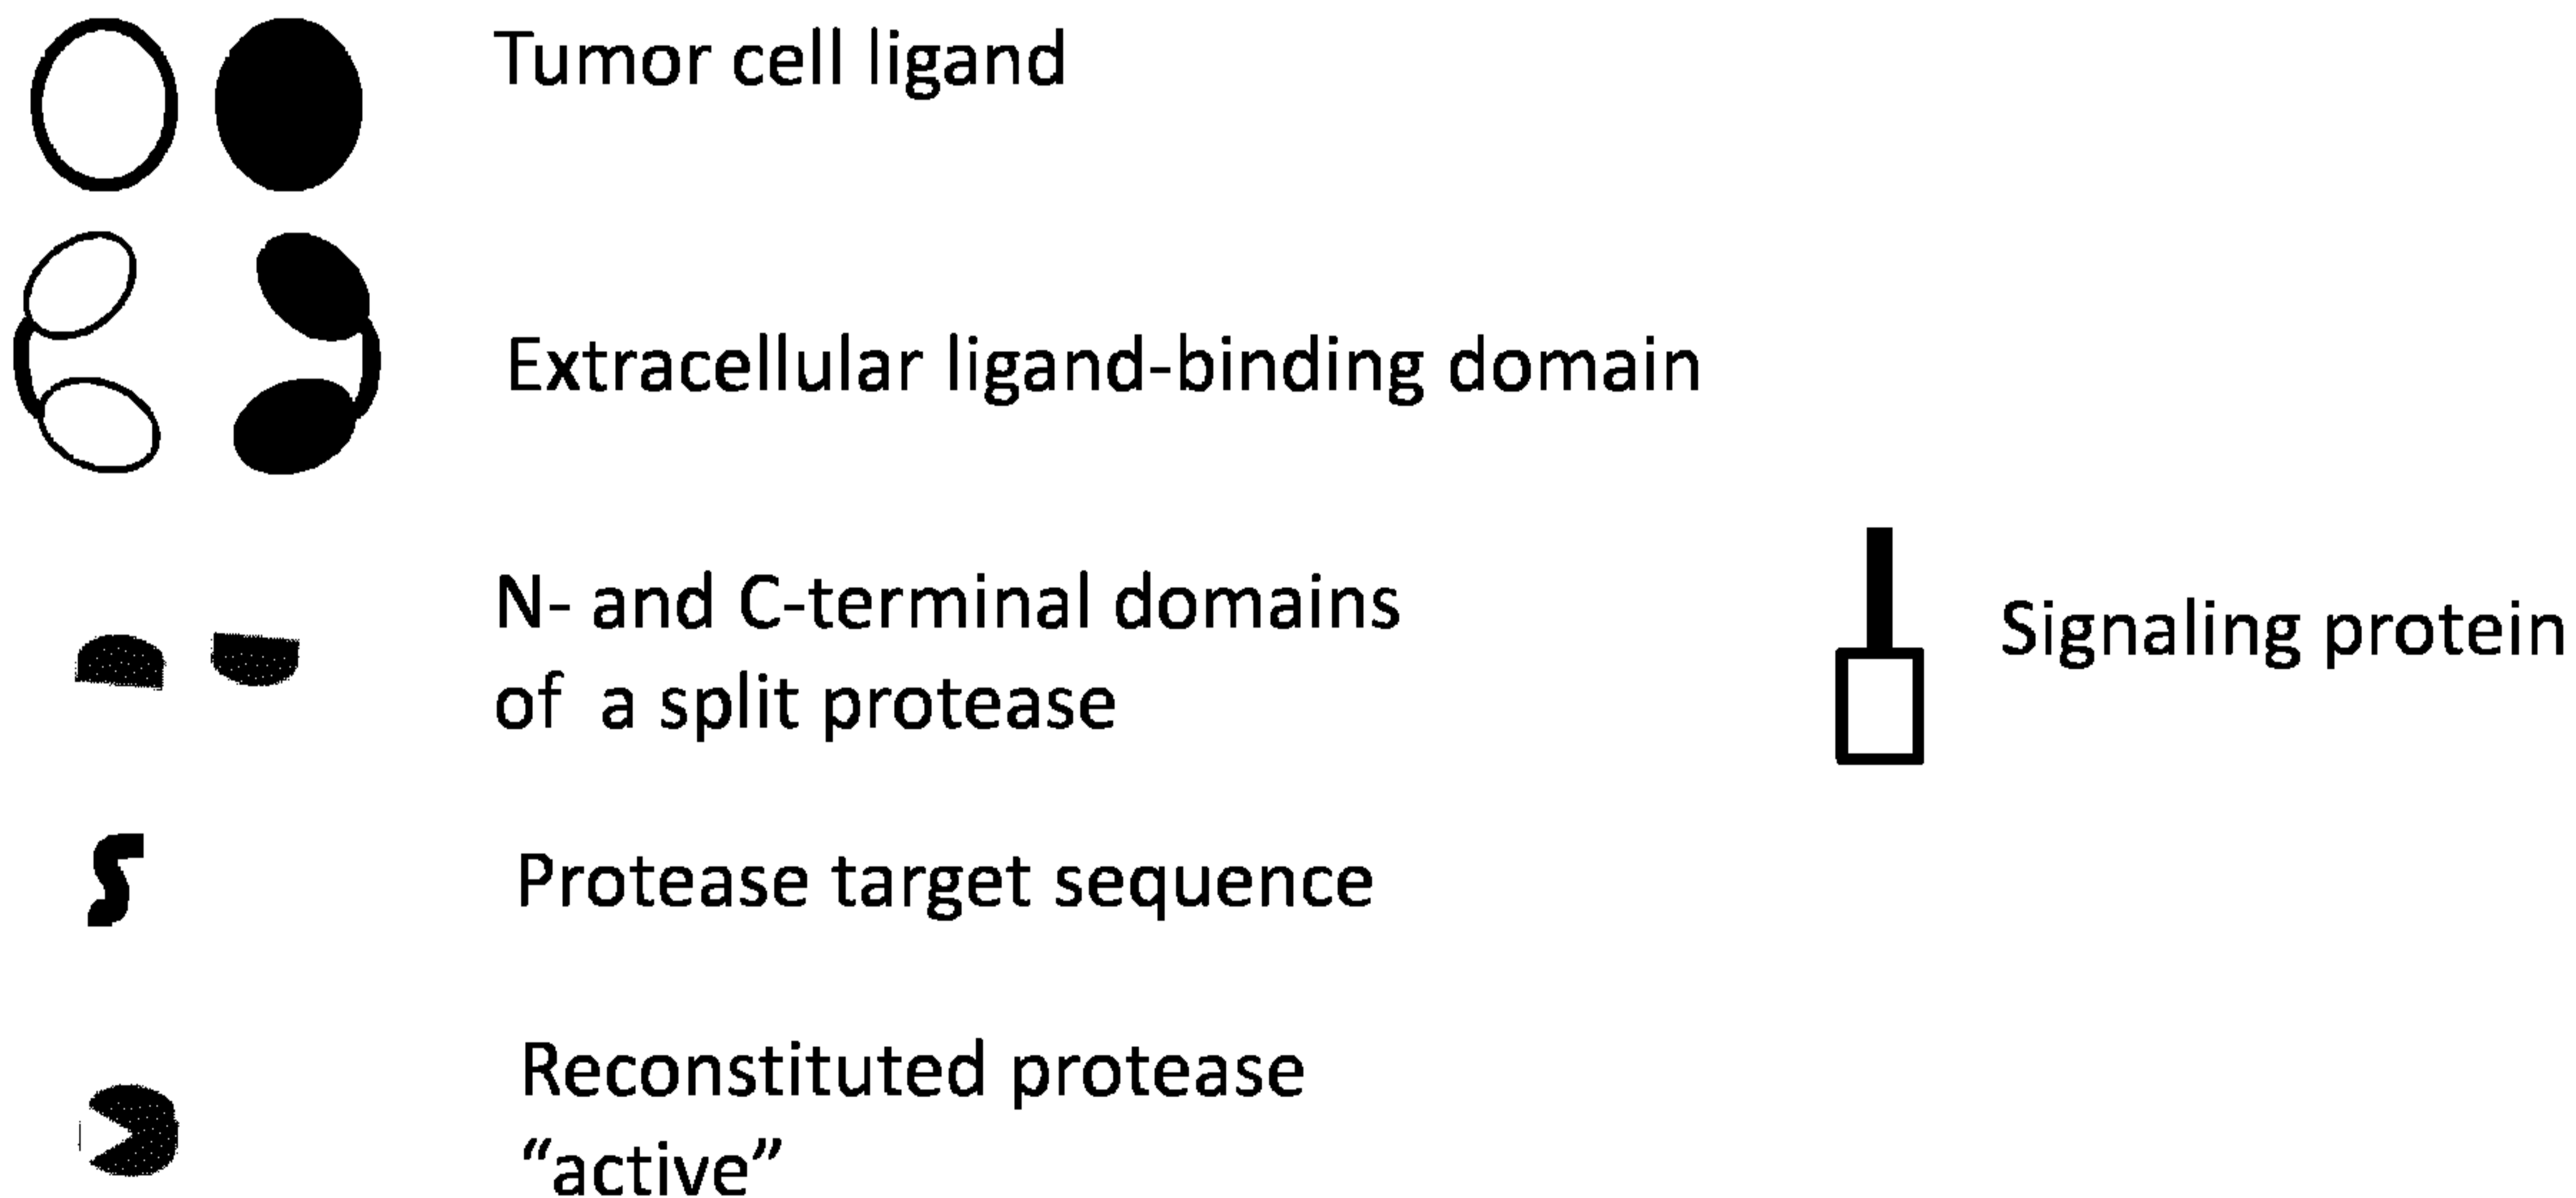 Tumor cell ligand
Extracellular ligand-binding domain
N- and C-terminal domains
of a split protease
Signaling protein
Protease target sequence
Reconstituted protease
“active”